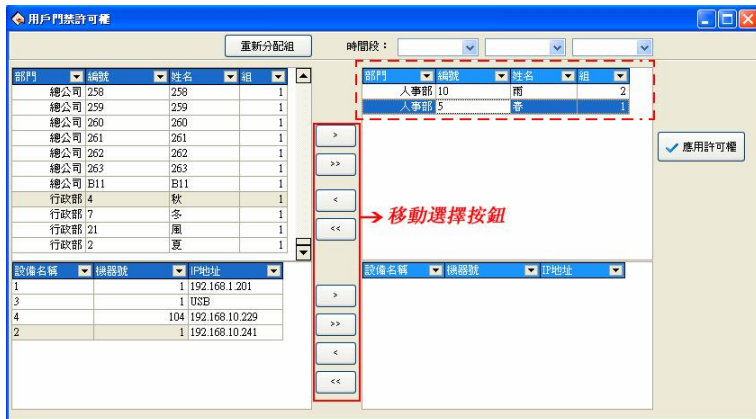 用戶門禁許可權
重新分配組 時間段：
部門 編號 姓名 組
總公司 258 258 1
總公司 259 259 1
總公司 260 260 1
總公司 261 261 1
總公司 262 262 1
總公司 263 263 1
總公司 B11 B11 1
行政部 4 秋 1
行政部 7 冬 1
行政部 21 風 1
行政部 2 夏 1
設備名稱 機器號 IP地址
1 1 192.168.1.201
3 1 USB
4 104 192.168.10.229
2 1 192.168.10.241
>
>>
<
<<
移動選擇按鈕
>
>>
<
<<
部門 編號 姓名 組
人事部 10 雨 2
人事部 5 春 1
設備名稱 機器號 IP地址
應用許可權